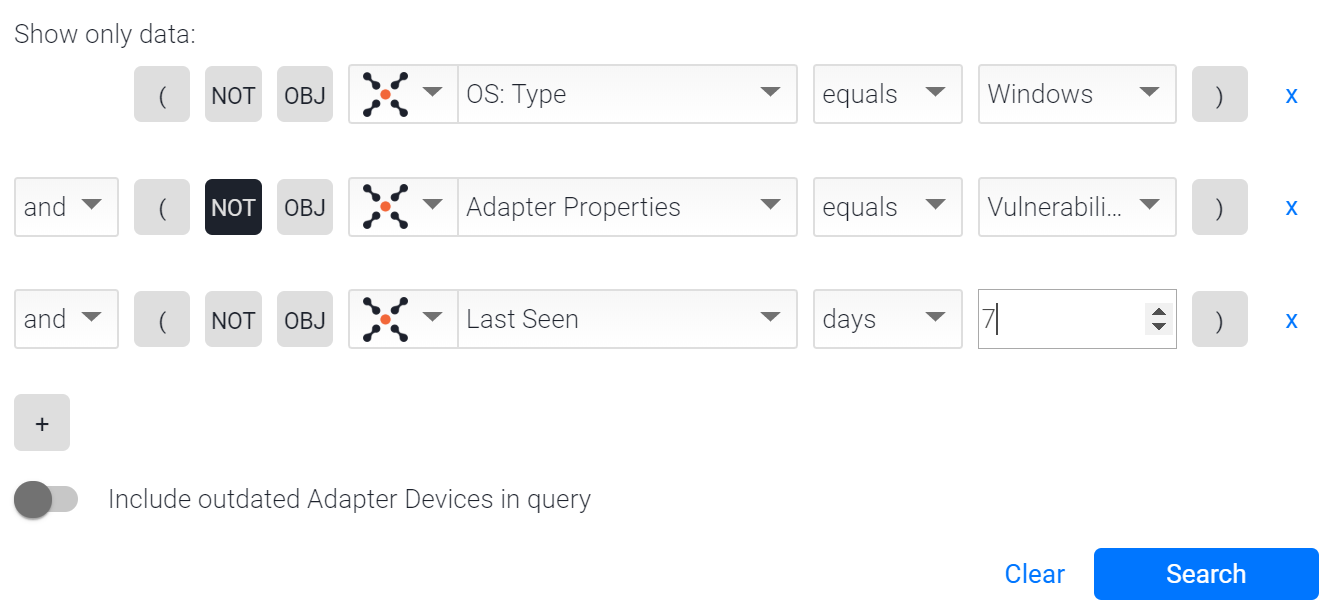 Show only data:
( NOT OBJ OS: Type equals Windows ) x
and ( NOT OBJ Adapter Properties equals Vulnerabili... ) x
and ( NOT OBJ Last Seen days 7 ) x
+
Include outdated Adapter Devices in query
Clear Search